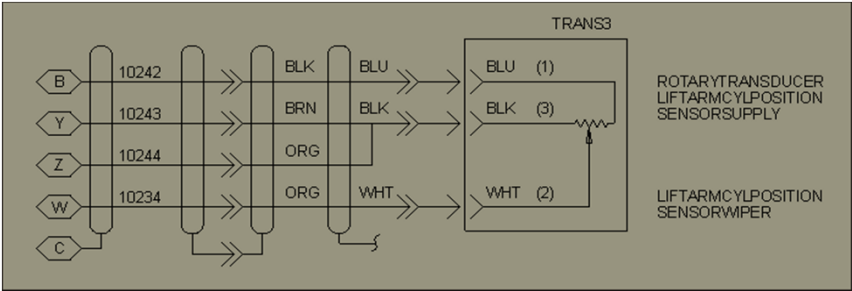 TRANS3
B 10242 BLK BLU BLU (1)
Y 10243 BRN BLK BLK (3)
Z 10244 ORG
W 10234 ORG WHT WHT (2)
C
ROTARYTRANSDUCER
LIFTARMCYLPOSITION
SENSORSUPPLY
LIFTARMCYLPOSITION
SENSORWIPER